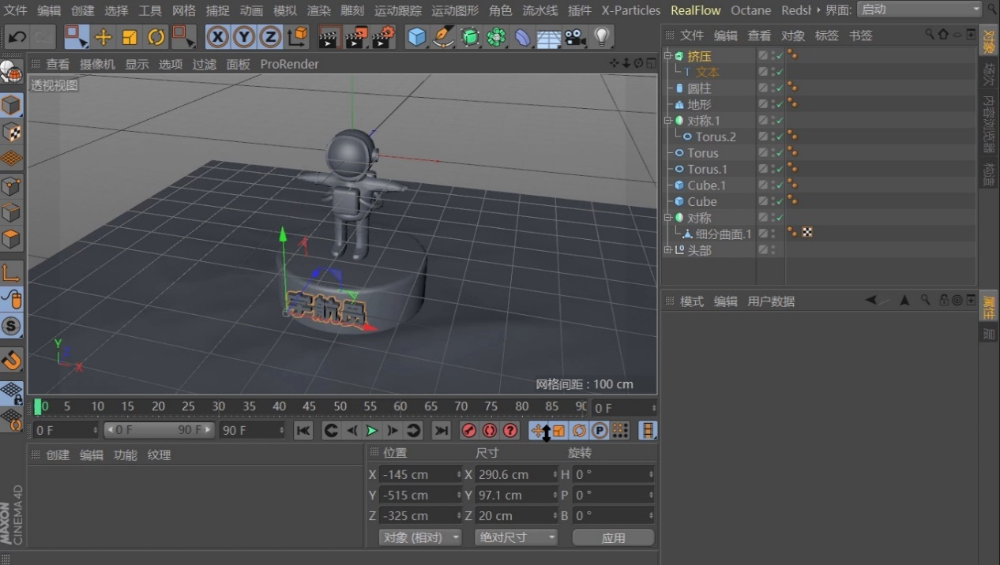 文件 编辑 创建 选择 工具 网格 捕捉 动画 模拟 渲染 雕刻 运动跟踪 运动图形 角色 流水线 插件 X-Particles RealFlow Octane Redsh 界面: 启动
X Y Z
文件 编辑 查看 对象 标签 书签
查看 摄像机 显示 选项 过滤 面板 ProRender
透视视图
挤压
文本
圆柱
地形
对称.1
Torus.2
Torus
Torus.1
Cube.1
Cube
对称
细分曲面.1
头部
对象
场次
内容浏览器
构造
宇航员
Y
Z
X
网格间距 : 100 cm
模式 编辑 用户数据
属性
层
0 5 10 15 20 25 30 35 40 45 50 55 60 65 70 75 80 85 90 0 F
0 F 0 F 90 F 90 F P
创建 编辑 功能 纹理
位置 尺寸 旋转
X -145 cm X 290.6 cm H 0 °
Y -515 cm Y 97.1 cm P 0 °
Z -325 cm Z 20 cm B 0 °
对象 (相对) 绝对尺寸 应用
MAXON
CINEMA 4D